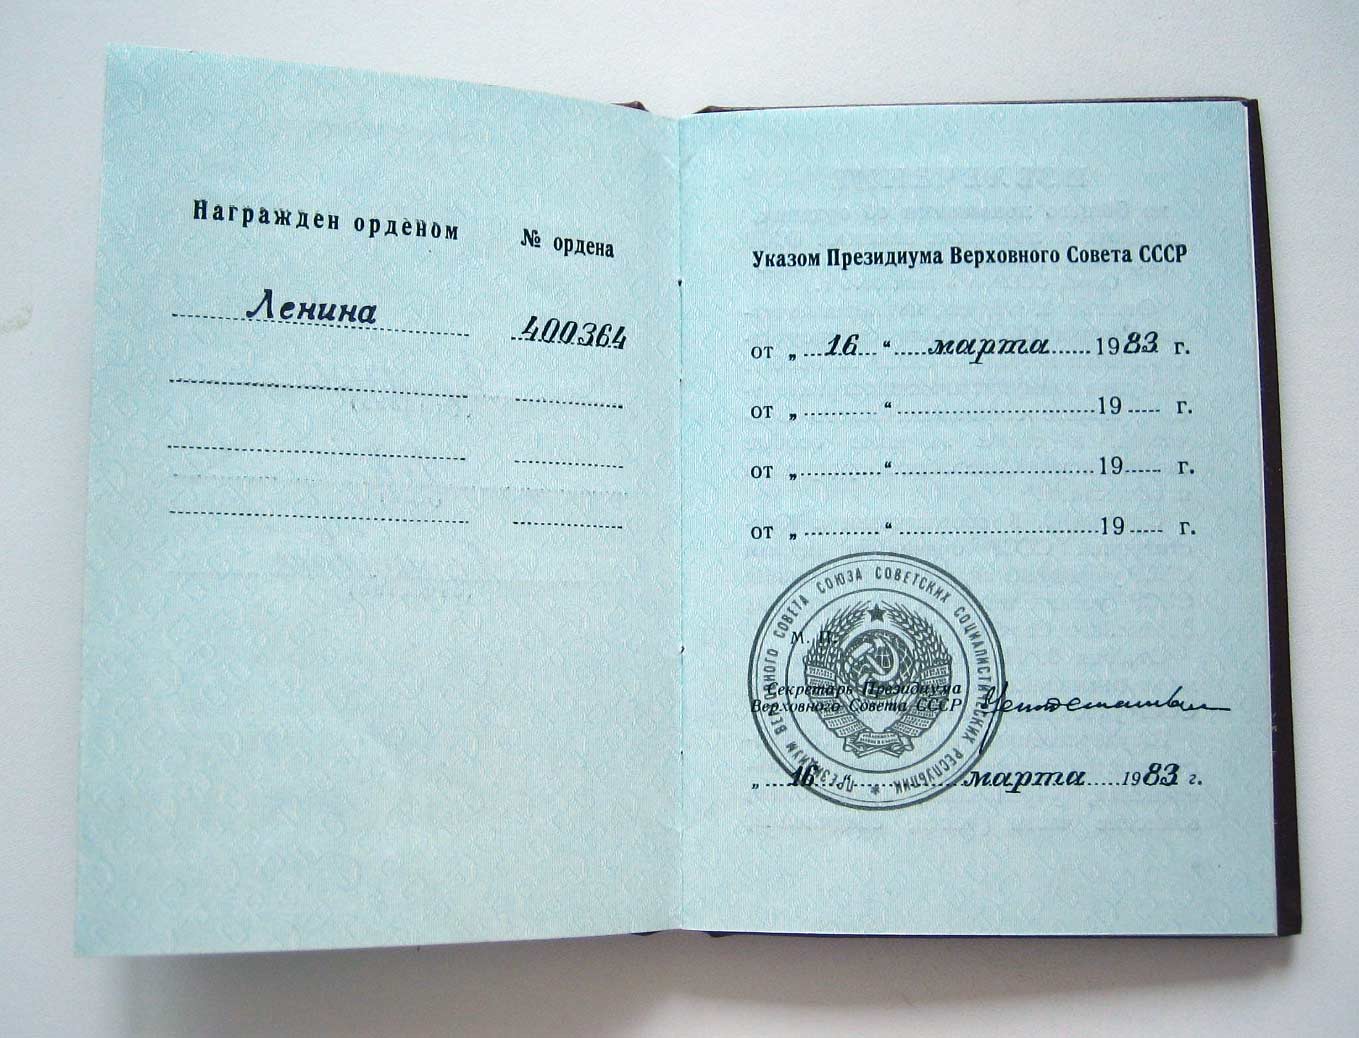 Награжден орденом
№ ордена
Ленина
400364
Указом Президиума Верховного Совета СССР
от „ 16 “ марта 1983 г.
от „ “ 19 г.
от „ “ 19 г.
от „ “ 19 г.
ПРЕЗИДИУМ ВЕРХОВНОГО СОВЕТА СОЮЗА СОВЕТСКИХ СОЦИАЛИСТИЧЕСКИХ РЕСПУБЛИК
М. П.
Секретарь Президиума
Верховного Совета СССР
„ 16 “ марта 1983 г.